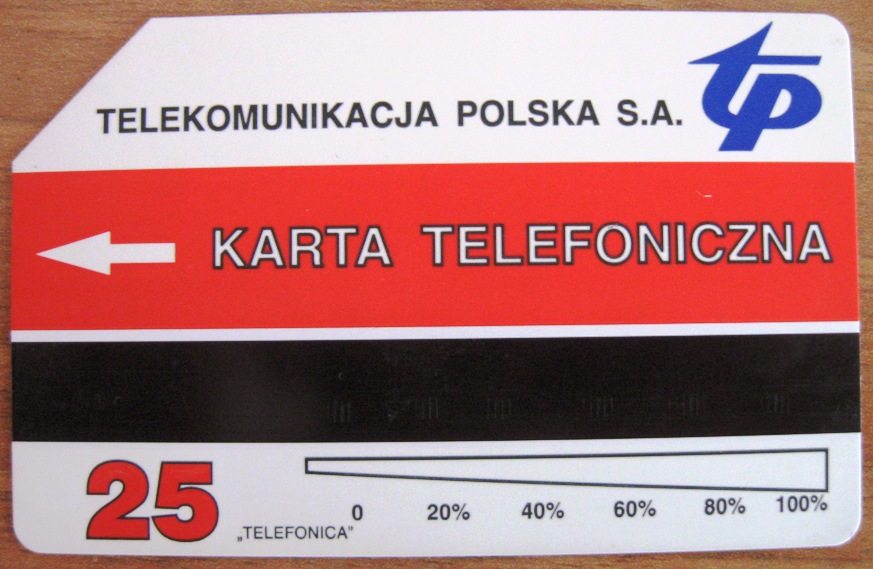 TELEKOMUNIKACJA POLSKA S.A. tp
KARTA TELEFONICZNA
25 „TELEFONICA” 0 20% 40% 60% 80% 100%